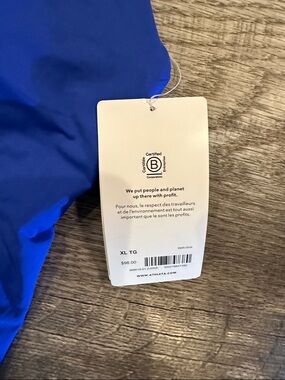 Certified
B
Corporation
We put people and planet
up there with profit.
Pour nous, le respect des travailleurs
et de l'environnement est tout aussi
important que le sont les profits.
XL TG
$98.00
WWW.ATHLETA.COM